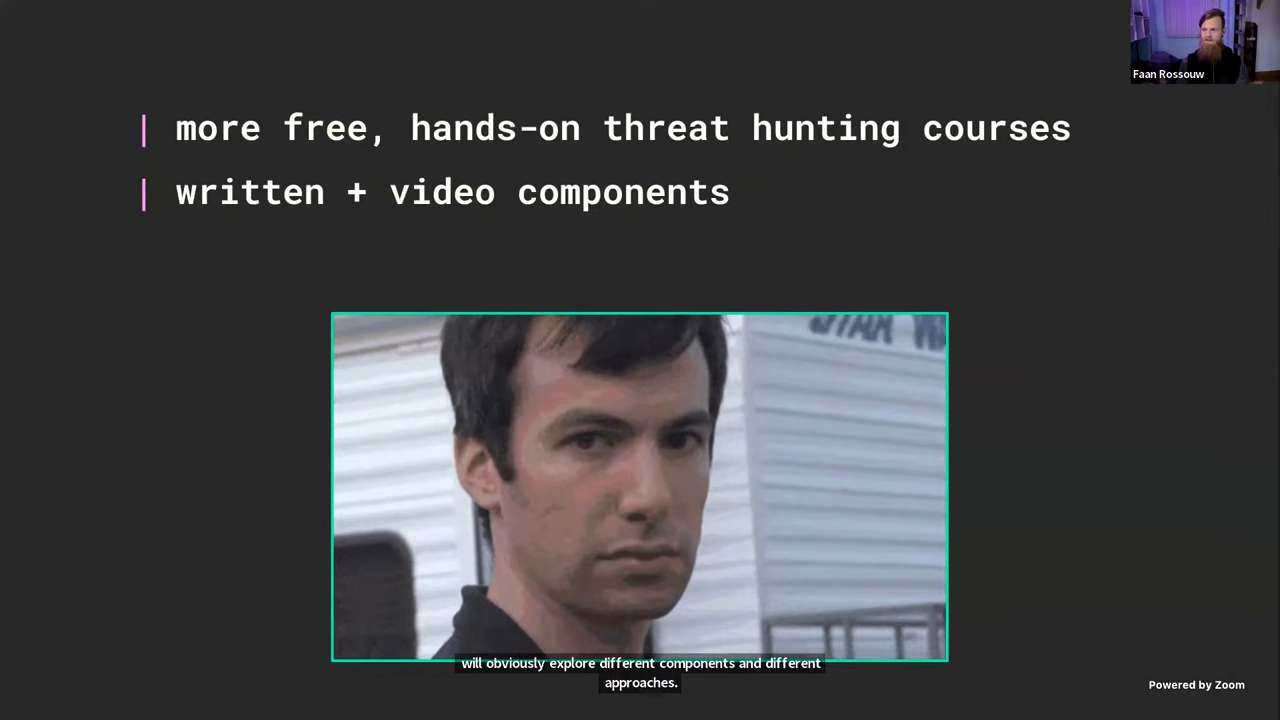 Faan Rossouw
| more free, hands-on threat hunting courses
| written + video components
will obviously explore different components and different
approaches.
Powered by Zoom